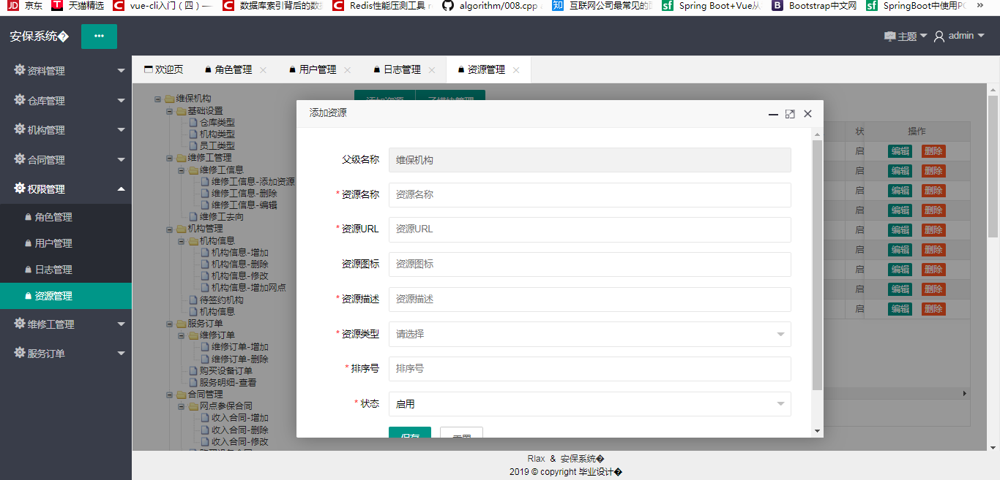 JD 京东 T 天猫精选 C vue-cli入门（四）— C 数据库索引背后的数 C Redis性能压测工具 algorithm/008.cpp 知 互联网公司最常见的 sf Spring Boot+Vue从 B Bootstrap中文网 sf SpringBoot中使用PO »
安保系统� ••• 主题 admin
资料管理
仓库管理
机构管理
合同管理
权限管理
角色管理
用户管理
日志管理
资源管理
维修工管理
服务订单
欢迎页 角色管理 × 用户管理 × 日志管理 × 资源管理 ×
维保机构
基础设置
仓库类型
机构类型
员工类型
维修工管理
维修工信息
维修工信息-添加资源
维修工信息-删除
维修工信息-编辑
维修工去向
机构管理
机构信息
机构信息-增加
机构信息-删除
机构信息-修改
机构信息-增加网点
待签约机构
机构信息
服务订单
维修订单
维修订单-增加
维修订单-删除
购买设备订单
服务明细-查看
合同管理
网点参保合同
收入合同-增加
收入合同-删除
收入合同-修改
添加资源 子模块管理
状 操作
启 编辑 删除
启 编辑 删除
启 编辑 删除
启 编辑 删除
启 编辑 删除
启 编辑 删除
启 编辑 删除
启 编辑 删除
启 编辑 删除
添加资源
父级名称 维保机构
* 资源名称 资源名称
* 资源URL 资源URL
资源图标 资源图标
* 资源描述 资源描述
* 资源类型 请选择
* 排序号 排序号
* 状态 启用
保存 重置
Rlax & 安保系统�
2019 © copyright 毕业设计�